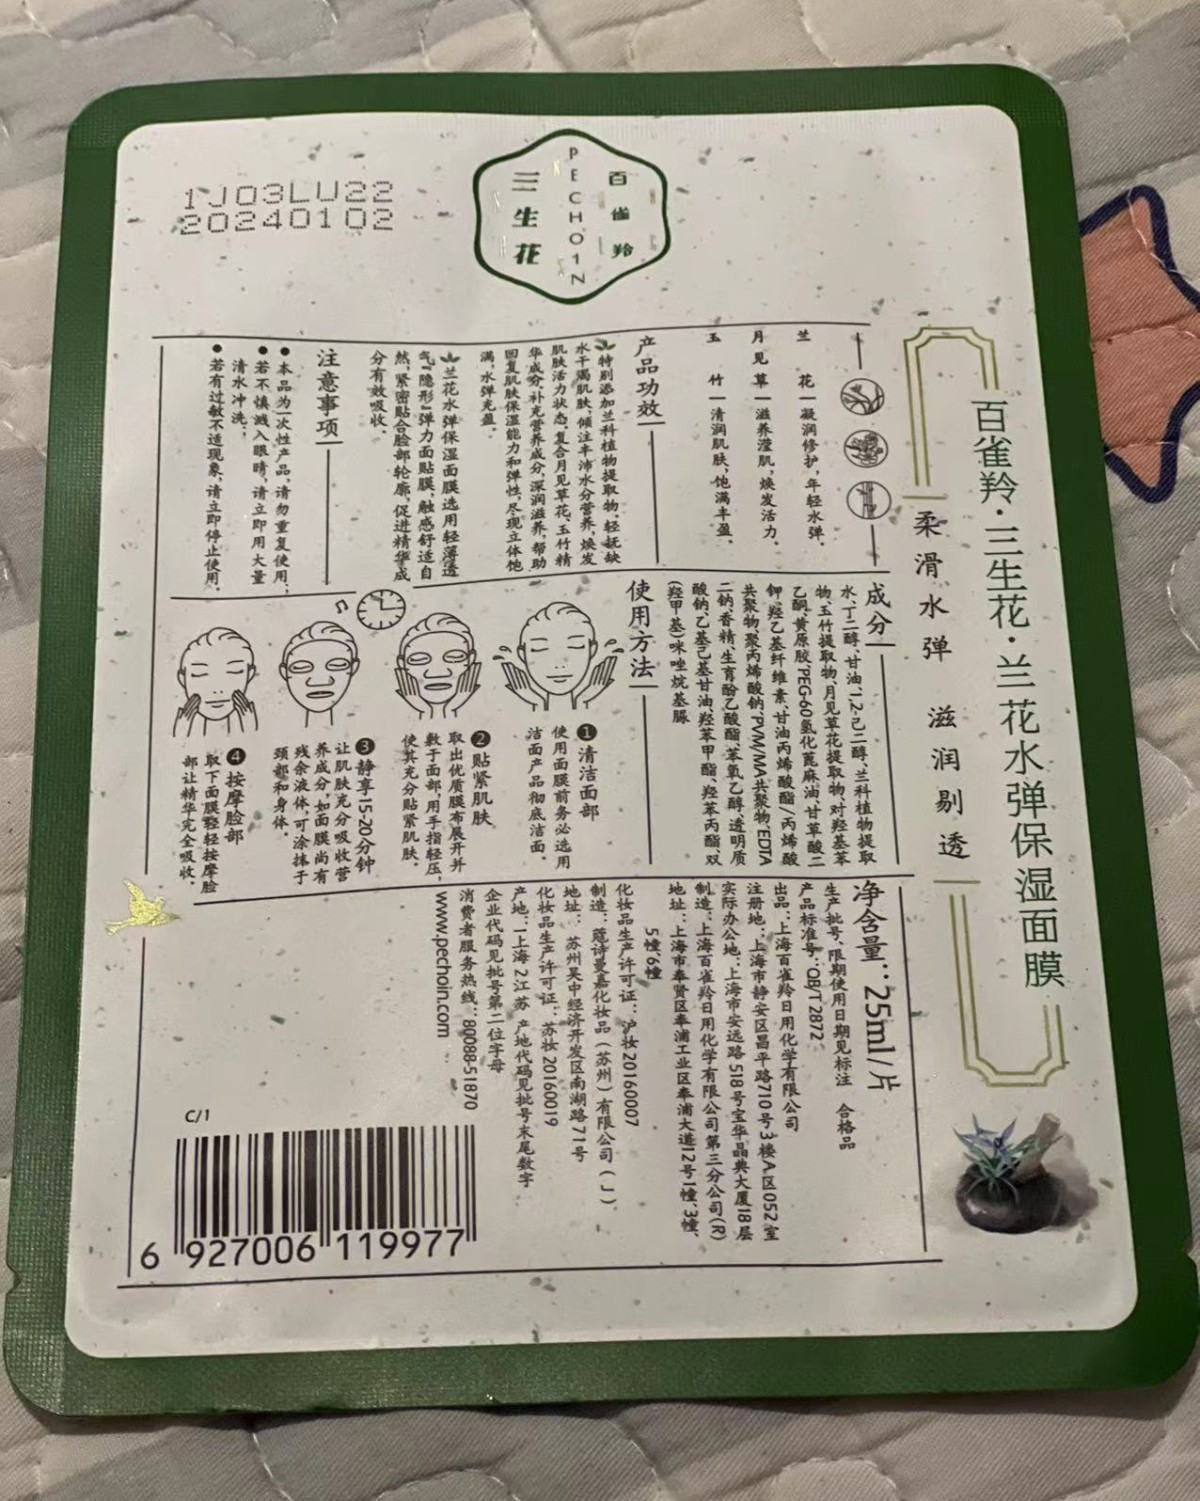 1J03LU22
20240102
百雀羚
PECHOIN
三生花
百雀羚·三生花·兰花水弹保湿面膜
柔滑水弹 滋润剔透
兰花—凝润修护,年轻水弹。
月见草—滋养滢肌,焕发活力。
玉竹—清润肌肤,饱满丰盈。
产品功效
特别添加兰科植物提取物,轻抚缺
水干渴肌肤,倾注丰沛水分营养,焕发
肌肤活力状态,复合月见草花、玉竹精
华成分,补充营养成分,深润滋养,帮助
回复肌肤保湿能力和弹性,尽现立体饱
满,水弹光盈。
兰花水弹保湿面膜选用轻薄透
气“隐形”弹力面贴膜,触感舒适自
然,紧密贴合脸部轮廓,促进精华成
分有效吸收。
注意事项
●本品为一次性产品,请勿重复使用;
●若不慎溅入眼睛,请立即用大量
清水冲洗;
●若有过敏不适现象,请立即停止使用。
成分
水、丁二醇、甘油、1,2-己二醇、兰科植物提取
物、玉竹提取物、月见草花提取物、对羟基苯
乙酮、黄原胶、PEG-60氢化蓖麻油、甘草酸二
钾、羟乙基纤维素、甘油丙烯酸酯/丙烯酸
共聚物、聚丙烯酸钠、PVM/MA共聚物、EDTA
二钠、香精、生育酚乙酸酯、苯氧乙醇、透明质
酸钠、乙基己基甘油、羟苯甲酯、羟苯丙酯、双
(羟甲基)咪唑烷基脲
使用方法
❶清洁面部
使用面膜前务必选用
洁面产品彻底洁面。
❷贴紧肌肤
取出优质膜布展开并
敷于面部,用手指轻压,
使其充分贴紧肌肤。
❸静享15-20分钟
让肌肤充分吸收营
养成分,如面膜尚有
残余液体,可涂抹于
颈部和身体。
❹按摩脸部
取下面膜轻轻按摩脸
部让精华完全吸收。
净含量:25ml/片
生产批号、限期使用日期见标注 合格品
产品标准号:QB/T 2872
出品:上海百雀羚日用化学有限公司
注册地:上海市静安区昌平路710号3楼A区052室
实际办公地:上海市安远路518号宝华晶典大厦18层
制造:上海百雀羚日用化学有限公司第三分公司(R)
地址:上海市奉贤区奉浦工业区奉浦大道12号1幢、3幢、
5幢、6幢
化妆品生产许可证:沪妆20160007
制造:蔻诗曼嘉化妆品(苏州)有限公司(J)
地址:苏州吴中经济开发区南湖路71号
化妆品生产许可证:苏妆20160019
产地:1上海 2江苏 产地代码见批号末尾数字
企业代码见批号第二位字母
消费者服务热线:80088-51870
www.pechoin.com
C/1
6 927006 119977